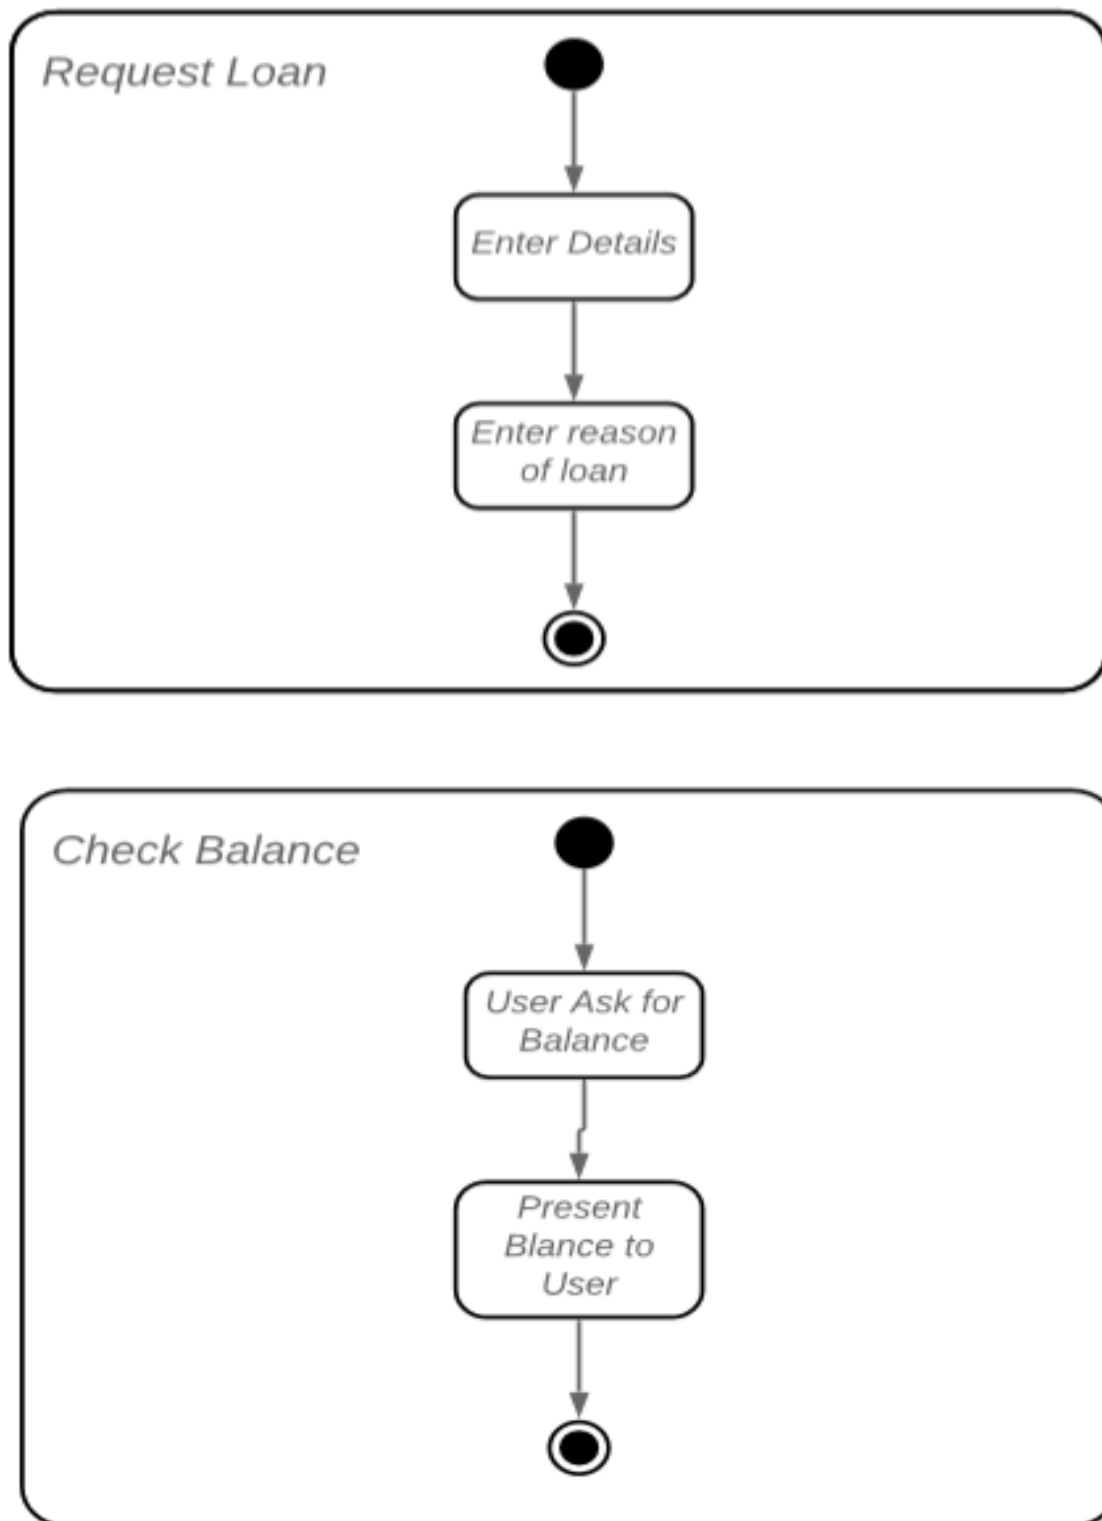 Request Loan
Enter Details
Enter reason
of loan
Check Balance
User Ask for
Balance
Present
Blance to
User